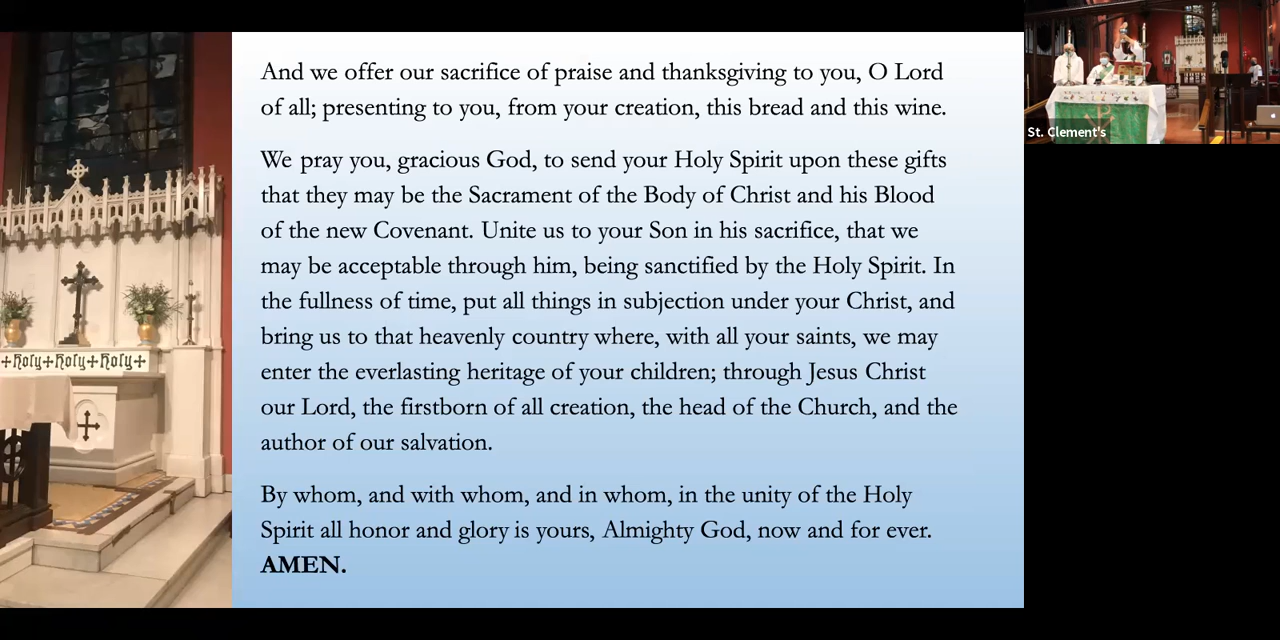 And we offer our sacrifice of praise and thanksgiving to you, O Lord
of all; presenting to you, from your creation, this bread and this wine.
We pray you, gracious God, to send your Holy Spirit upon these gifts
that they may be the Sacrament of the Body of Christ and his Blood
of the new Covenant. Unite us to your Son in his sacrifice, that we
may be acceptable through him, being sanctified by the Holy Spirit. In
the fullness of time, put all things in subjection under your Christ, and
bring us to that heavenly country where, with all your saints, we may
enter the everlasting heritage of your children; through Jesus Christ
our Lord, the firstborn of all creation, the head of the Church, and the
author of our salvation.
By whom, and with whom, and in whom, in the unity of the Holy
Spirit all honor and glory is yours, Almighty God, now and for ever.
AMEN.
+Holy+Holy+Holy+
St. Clement's